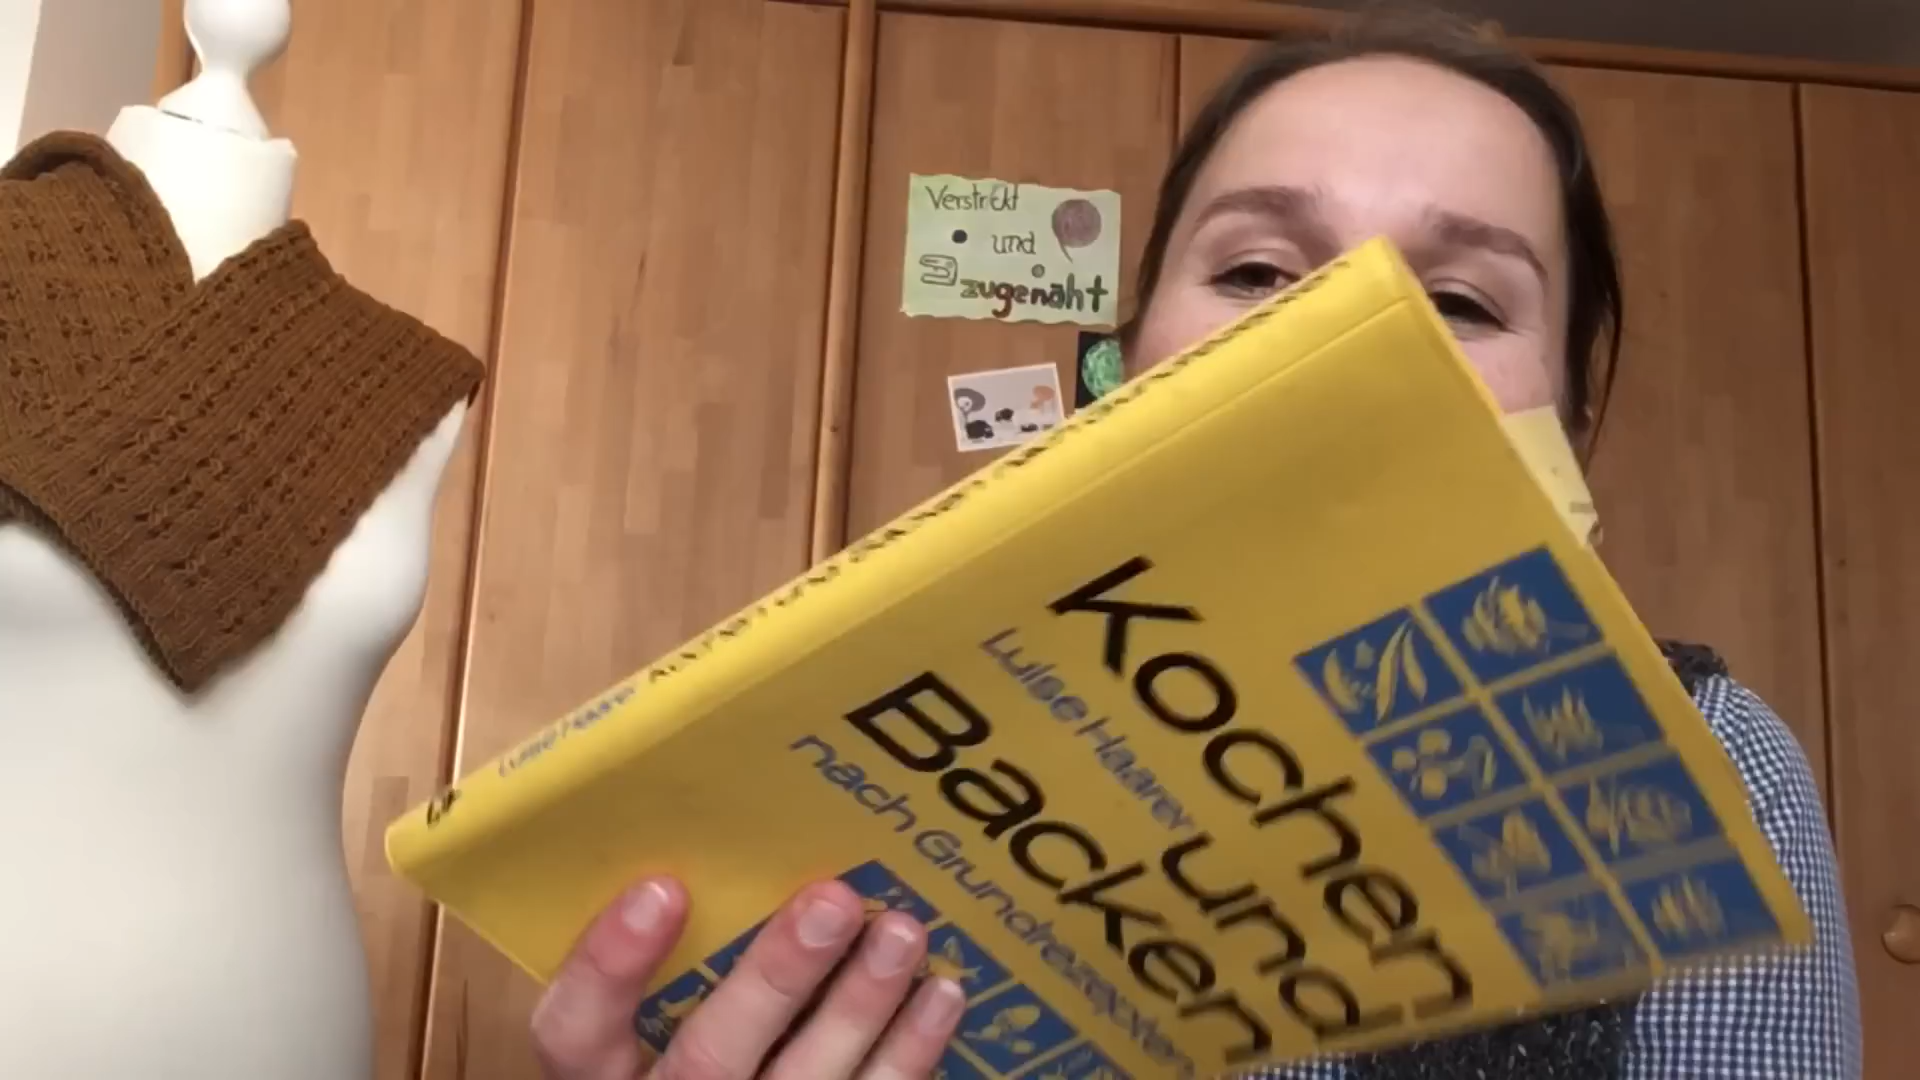 Verstrickt
und
zugenäht
Kochen und
Luise Haarer
Backen
nach Grundrezepten